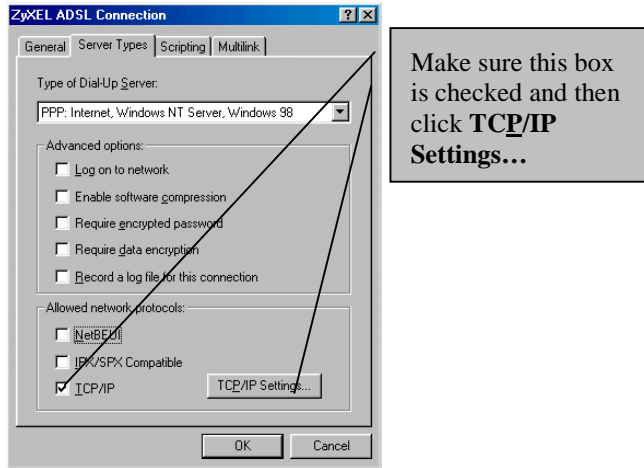 ZyXEL ADSL Connection
General Server Types Scripting Multilink
Type of Dial-Up Server:
PPP: Internet, Windows NT Server, Windows 98
Advanced options:
Log on to network
Enable software compression
Require encrypted password
Require data encryption
Record a log file for this connection
Allowed network protocols:
NetBEUI
IPX/SPX Compatible
TCP/IP
TCP/IP Settings...
OK Cancel
Make sure this box
is checked and then
click TCP/IP
Settings…